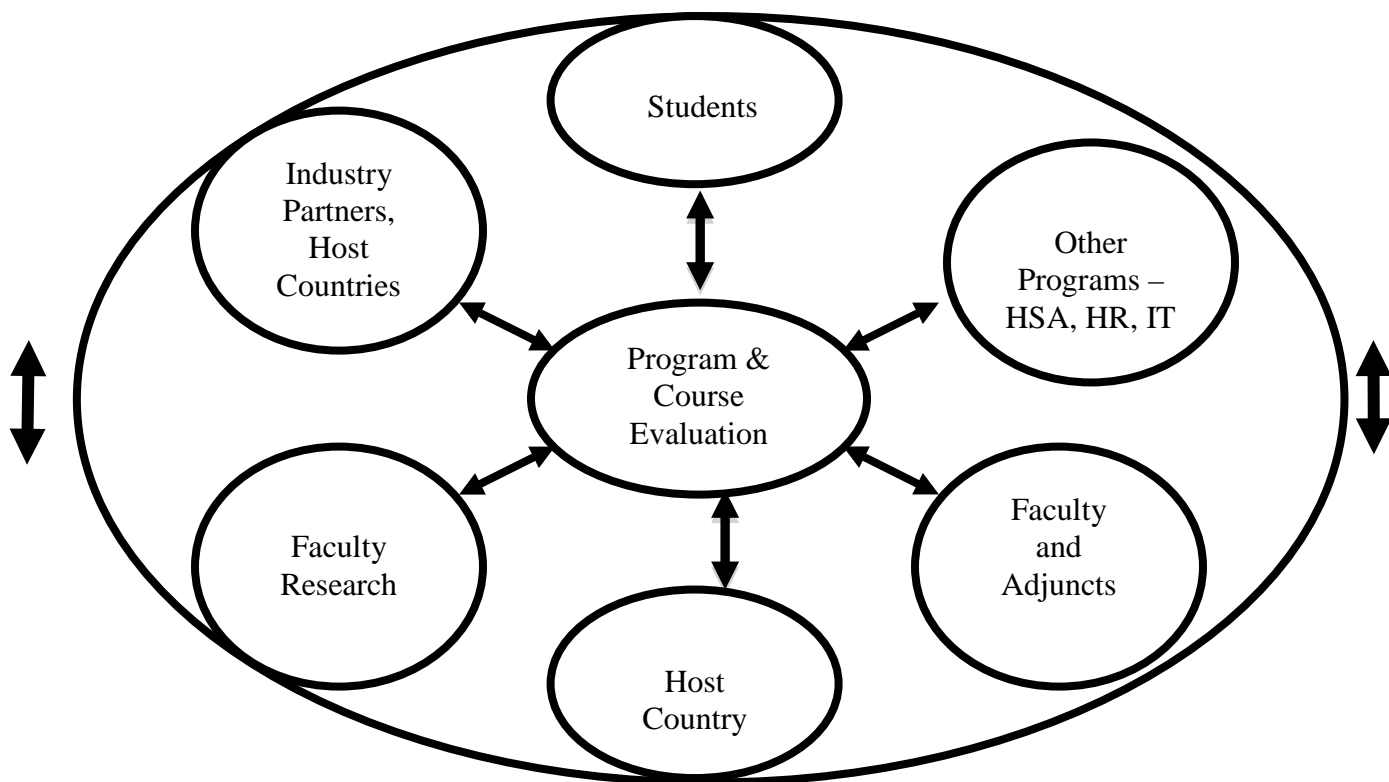 Students
Industry
Partners,
Host
Countries
Other
Programs –
HSA, HR, IT
Program &
Course
Evaluation
Faculty
Research
Faculty
and
Adjuncts
Host
Country